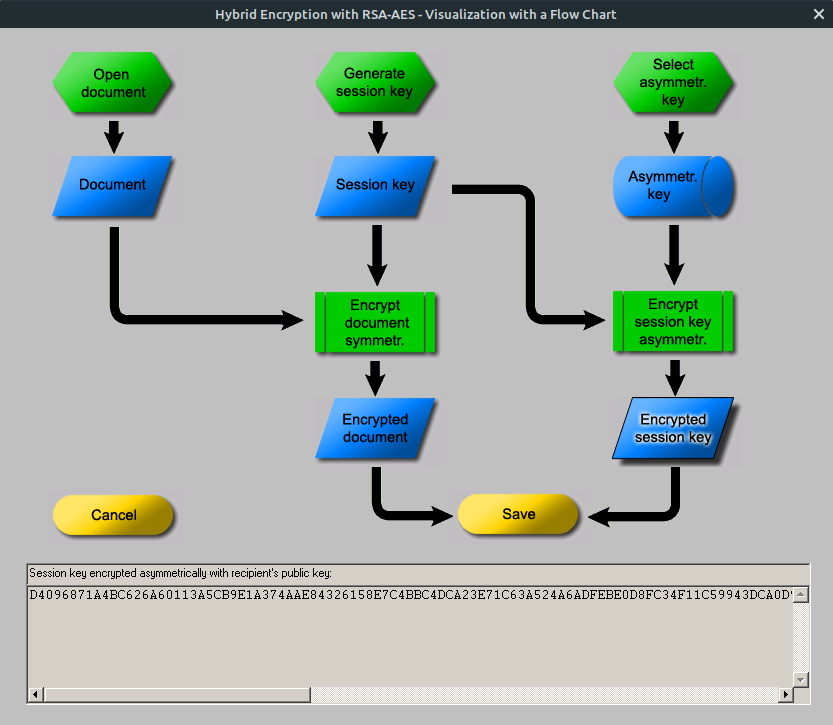 Hybrid Encryption with RSA-AES - Visualization with a Flow Chart
Open
document
Generate
session key
Select
asymmetr.
key
Document
Session key
Asymmetr.
key
Encrypt
document
symmetr.
Encrypt
session key
asymmetr.
Encrypted
document
Encrypted
session key
Cancel
Save
Session key encrypted asymmetrically with recipient's public key:
D4096871A4BC626A60113A5CB9E1A374AAE84326158E7C4BBC4DCA23E71C63A524A6ADFEBE0D8FC34F11C59943DCA0D9